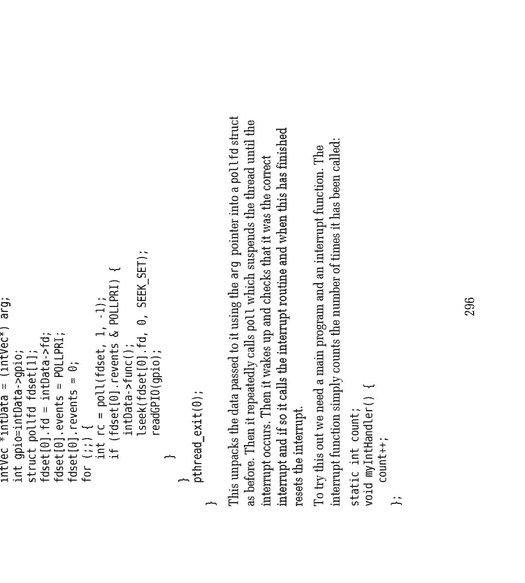 intVec *intData = (intVec*) arg;
int gpio=intData->gpio;
struct pollfd fdset[1];
fdset[0].fd = intData->fd;
fdset[0].events = POLLPRI;
fdset[0].revents = 0;
for (;;) {
int rc = poll(fdset, 1, -1);
if (fdset[0].revents & POLLPRI) {
intData->func();
lseek(fdset[0].fd, 0, SEEK_SET);
readGPIO(gpio);
}
}
pthread_exit(0);
}
This unpacks the data passed to it using the arg pointer into a pollfd struct
as before. Then it repeatedly calls poll which suspends the thread until the
interrupt occurs. Then it wakes up and checks that it was the correct
interrupt and if so it calls the interrupt routine and when this has finished
resets the interrupt.
To try this out we need a main program and an interrupt function. The
interrupt function simply counts the number of times it has been called:
static int count;
void myIntHandler() {
count++;
};
296